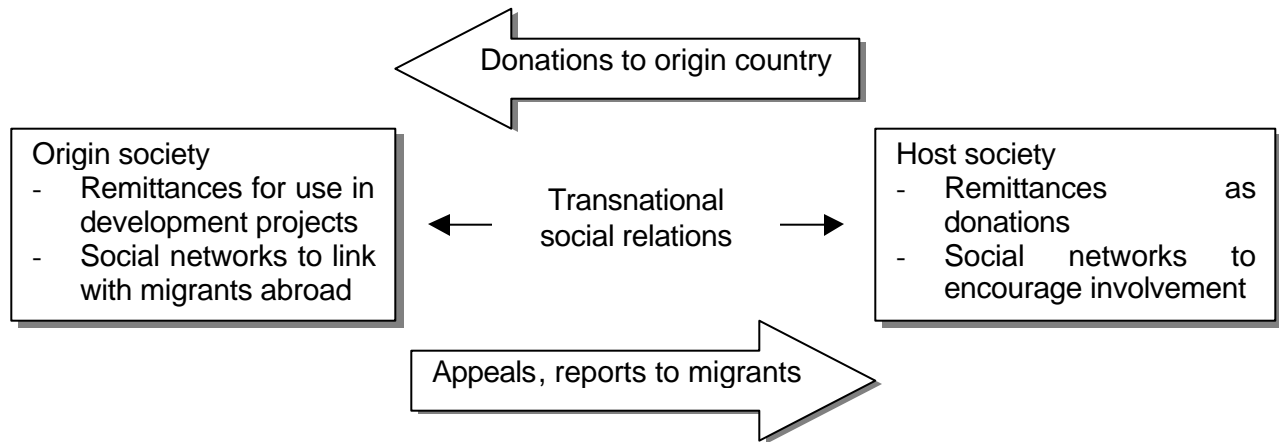 Donations to origin country
Origin society
- Remittances for use in
development projects
- Social networks to link
with migrants abroad
Transnational
social relations
Host society
- Remittances as
donations
- Social networks to
encourage involvement
Appeals, reports to migrants